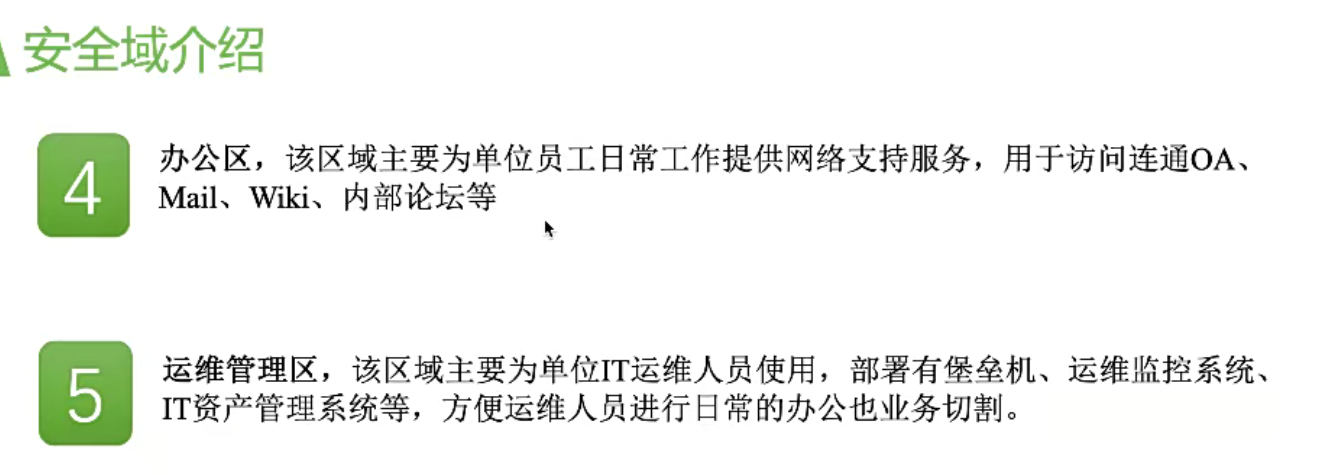 安全域介绍
4
办公区，该区域主要为单位员工日常工作提供网络支持服务，用于访问连通OA、
Mail、Wiki、内部论坛等
5
运维管理区，该区域主要为单位IT运维人员使用，部署有堡垒机、运维监控系统、
IT资产管理系统等，方便运维人员进行日常的办公也业务切割。